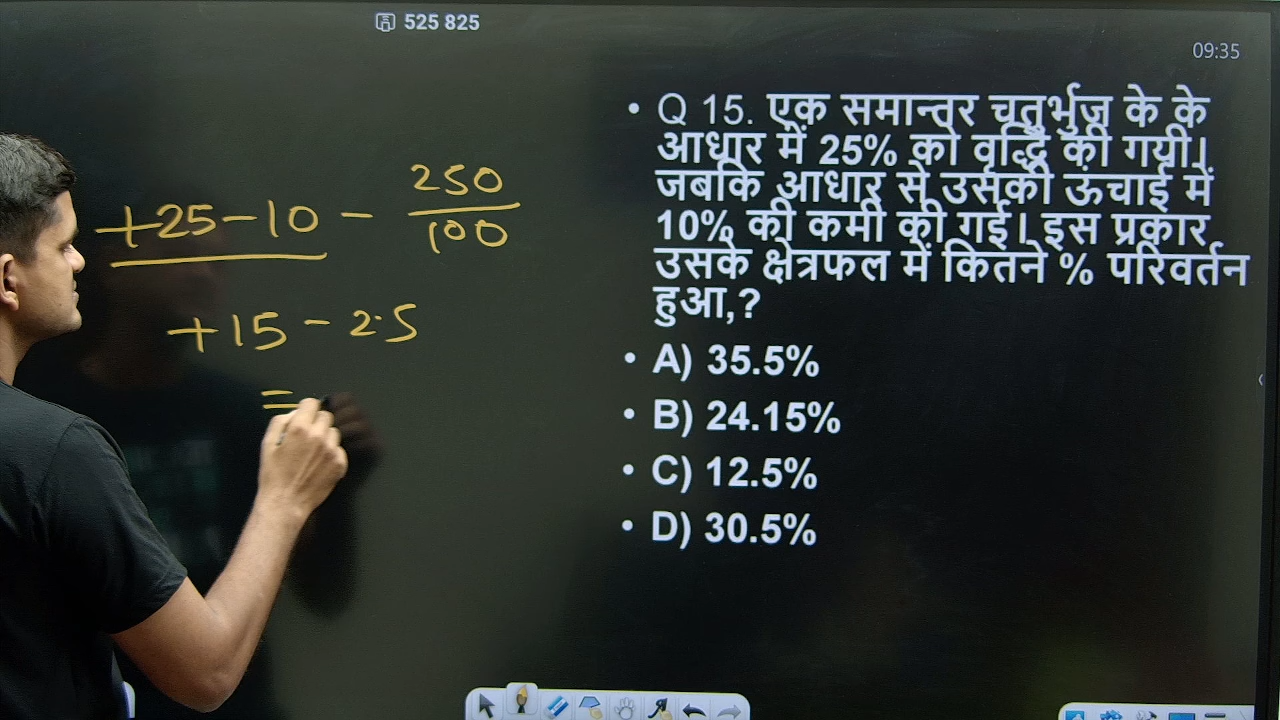 525 825
09:35
+25-10 - 250/100
+15 - 2.5
=
• Q 15. एक समान्तर चतुर्भुज के के
आधार में 25% को वृद्धि की गयी|
जबकि आधार से उसकी ऊंचाई में
10% की कमी की गई| इस प्रकार
उसके क्षेत्रफल में कितने % परिवर्तन
हुआ,?
• A) 35.5%
• B) 24.15%
• C) 12.5%
• D) 30.5%